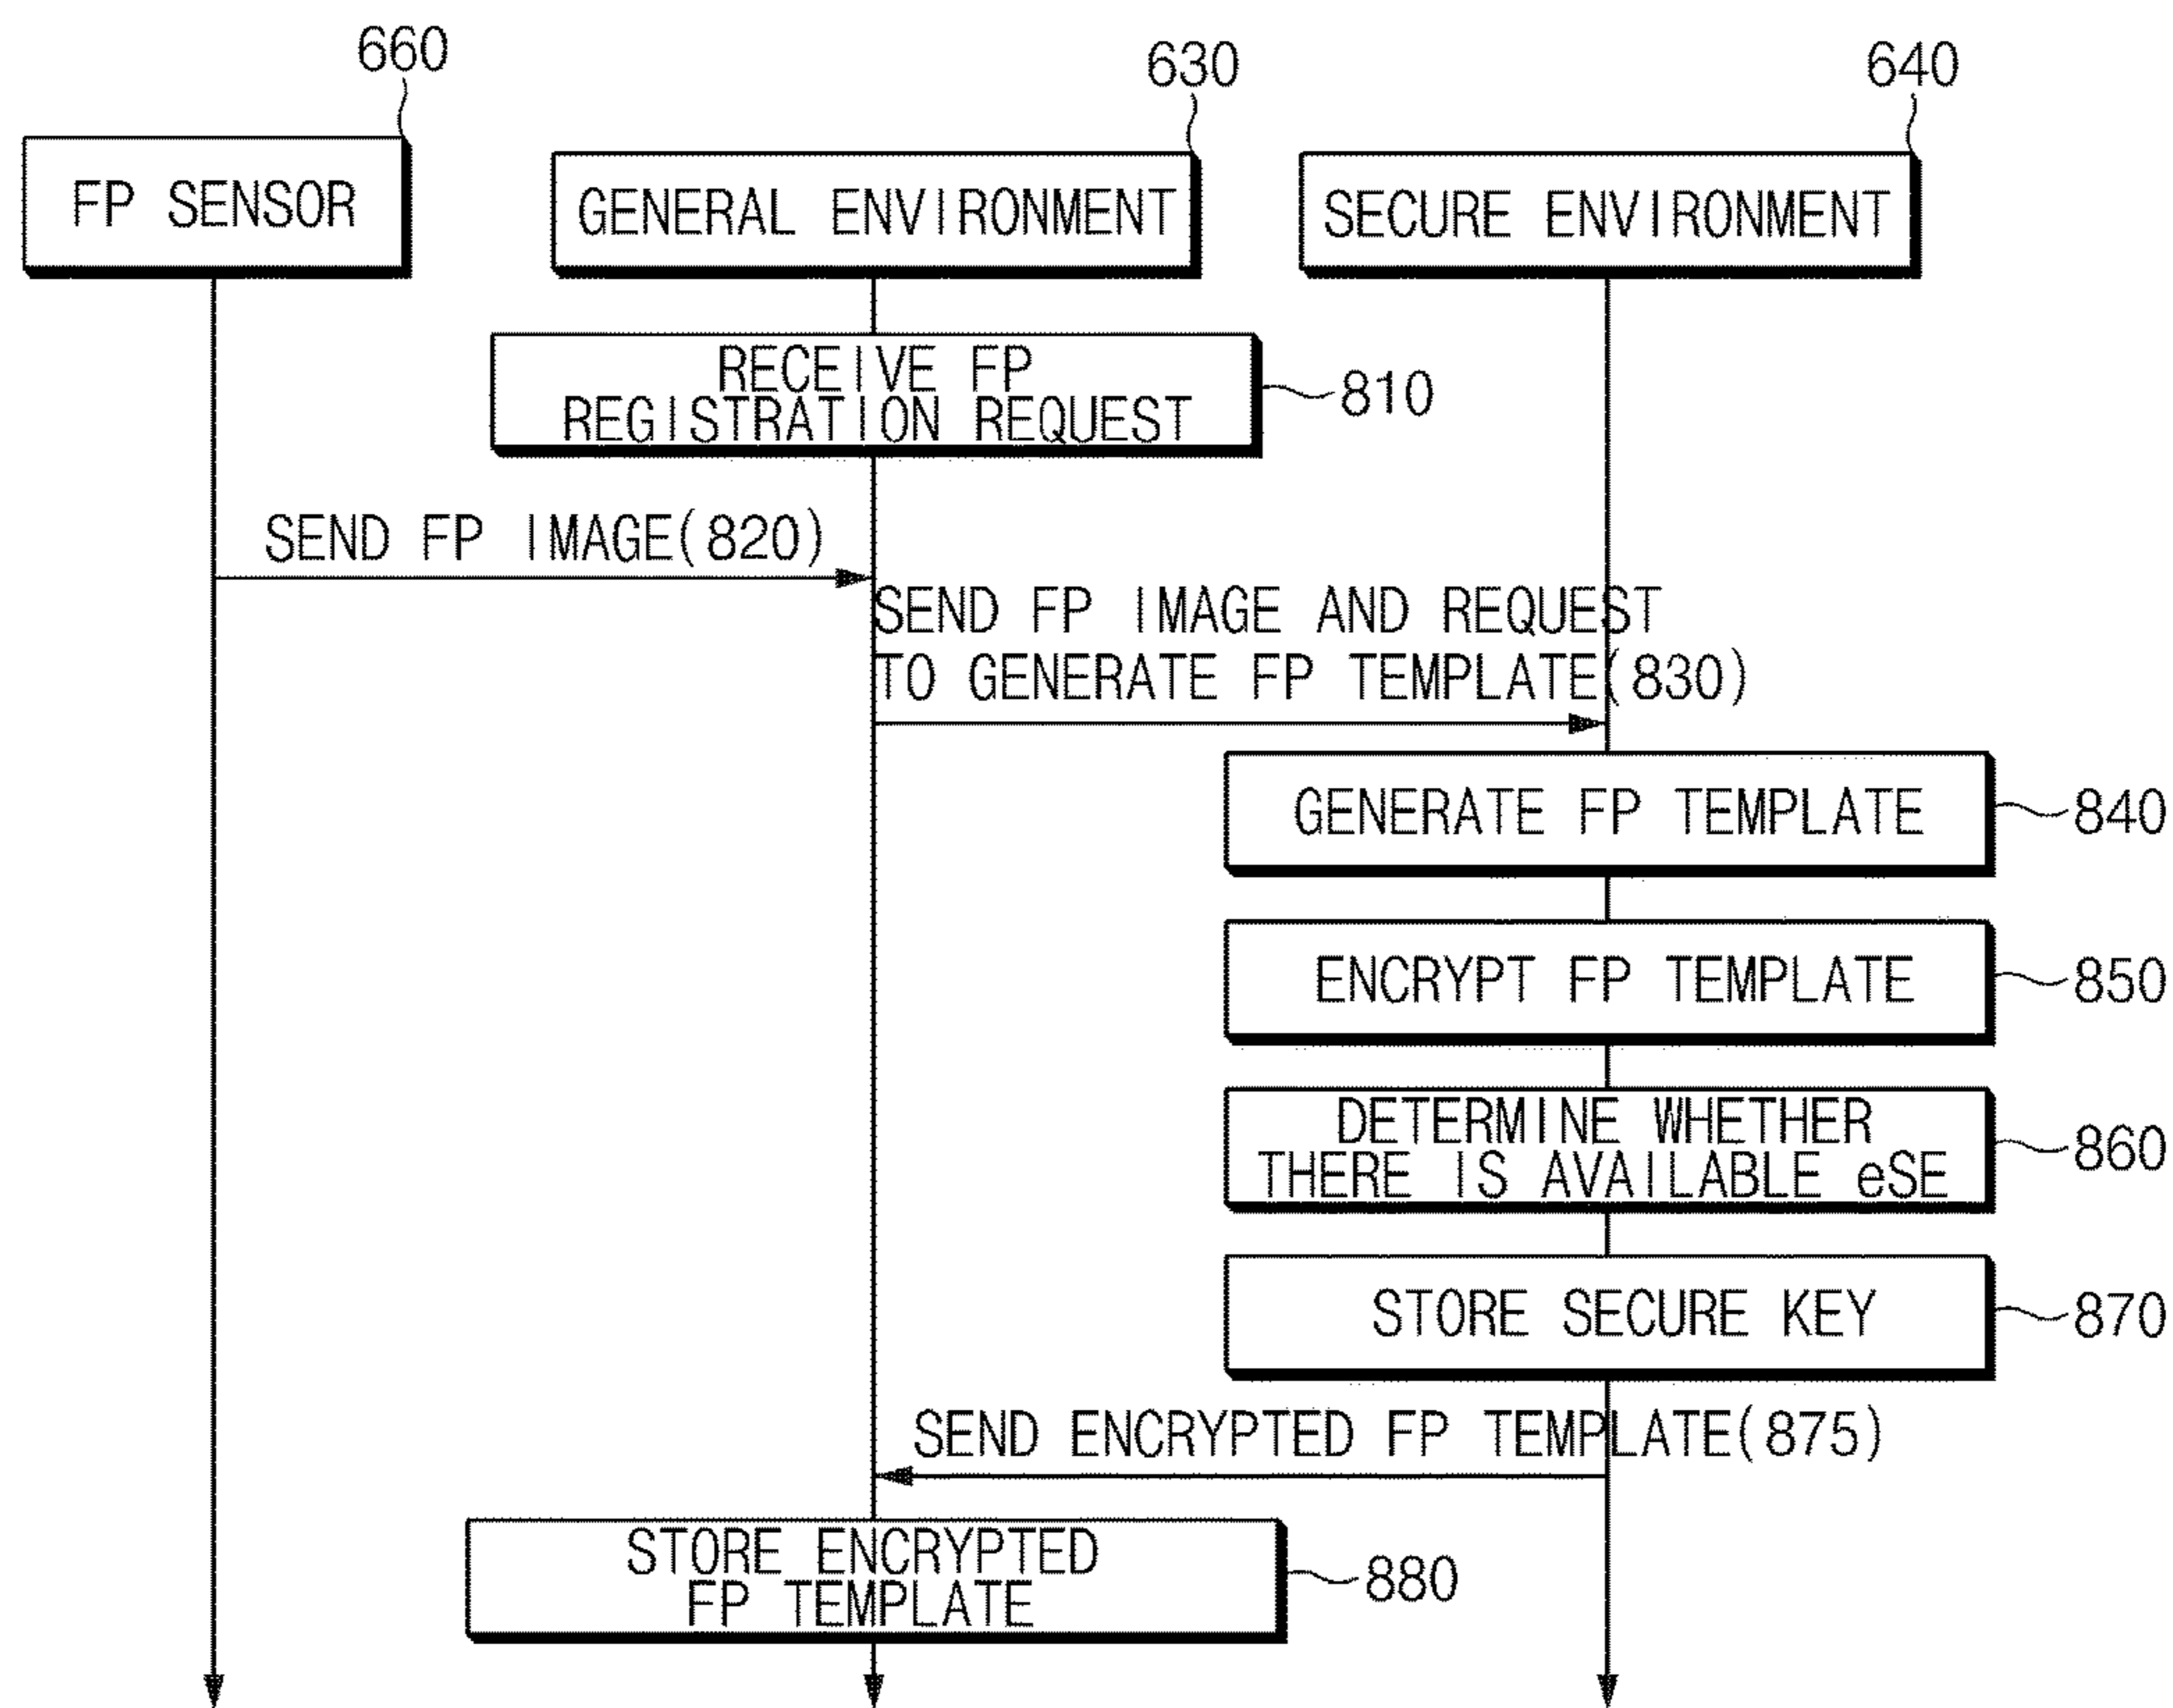 660
630
640
FP SENSOR
GENERAL ENVIRONMENT
SECURE ENVIRONMENT
RECEIVE FP
REGISTRATION REQUEST
810
SEND FP IMAGE(820)
SEND FP IMAGE AND REQUEST
TO GENERATE FP TEMPLATE(830)
GENERATE FP TEMPLATE
840
ENCRYPT FP TEMPLATE
850
DETERMINE WHETHER
THERE IS AVAILABLE eSE
860
STORE SECURE KEY
870
SEND ENCRYPTED FP TEMPLATE(875)
STORE ENCRYPTED
FP TEMPLATE
880